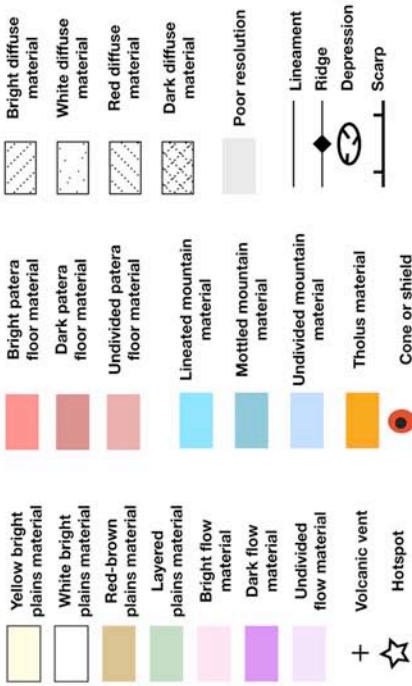 Yellow bright
plains material
White bright
plains material
Red-brown
plains material
Layered
plains material
Bright flow
material
Dark flow
material
Undivided
flow material
Volcanic vent
Hotspot
Bright patera
floor material
Dark patera
floor material
Undivided patera
floor material
Lineated mountain
material
Mottled mountain
material
Undivided mountain
material
Tholus material
Cone or shield
Bright diffuse
material
White diffuse
material
Red diffuse
material
Dark diffuse
material
Poor resolution
Lineament
Ridge
Depression
Scarp